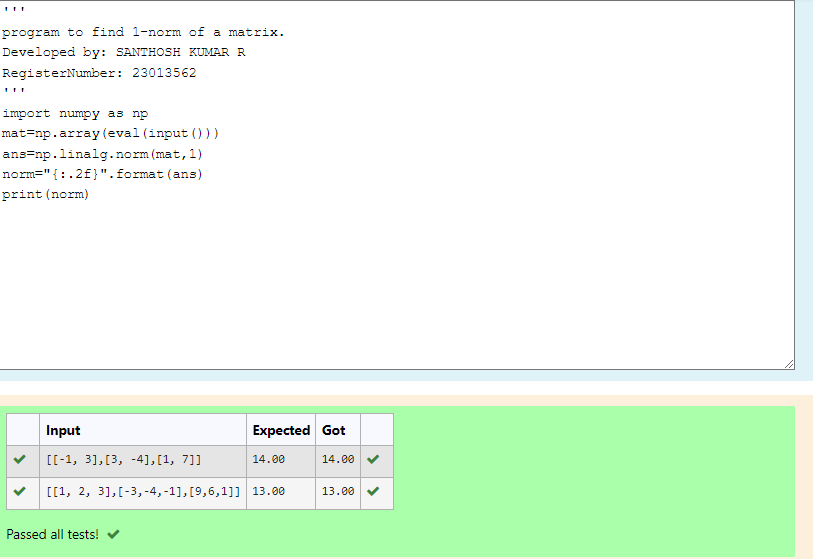 '''
program to find 1-norm of a matrix.
Developed by: SANTHOSH KUMAR R
RegisterNumber: 23013562
'''
import numpy as np
mat=np.array(eval(input()))
ans=np.linalg.norm(mat,1)
norm="{:.2f}".format(ans)
print(norm)
Input Expected Got
[[-1, 3],[3, -4],[1, 7]] 14.00 14.00
[[1, 2, 3],[-3,-4,-1],[9,6,1]] 13.00 13.00
Passed all tests!